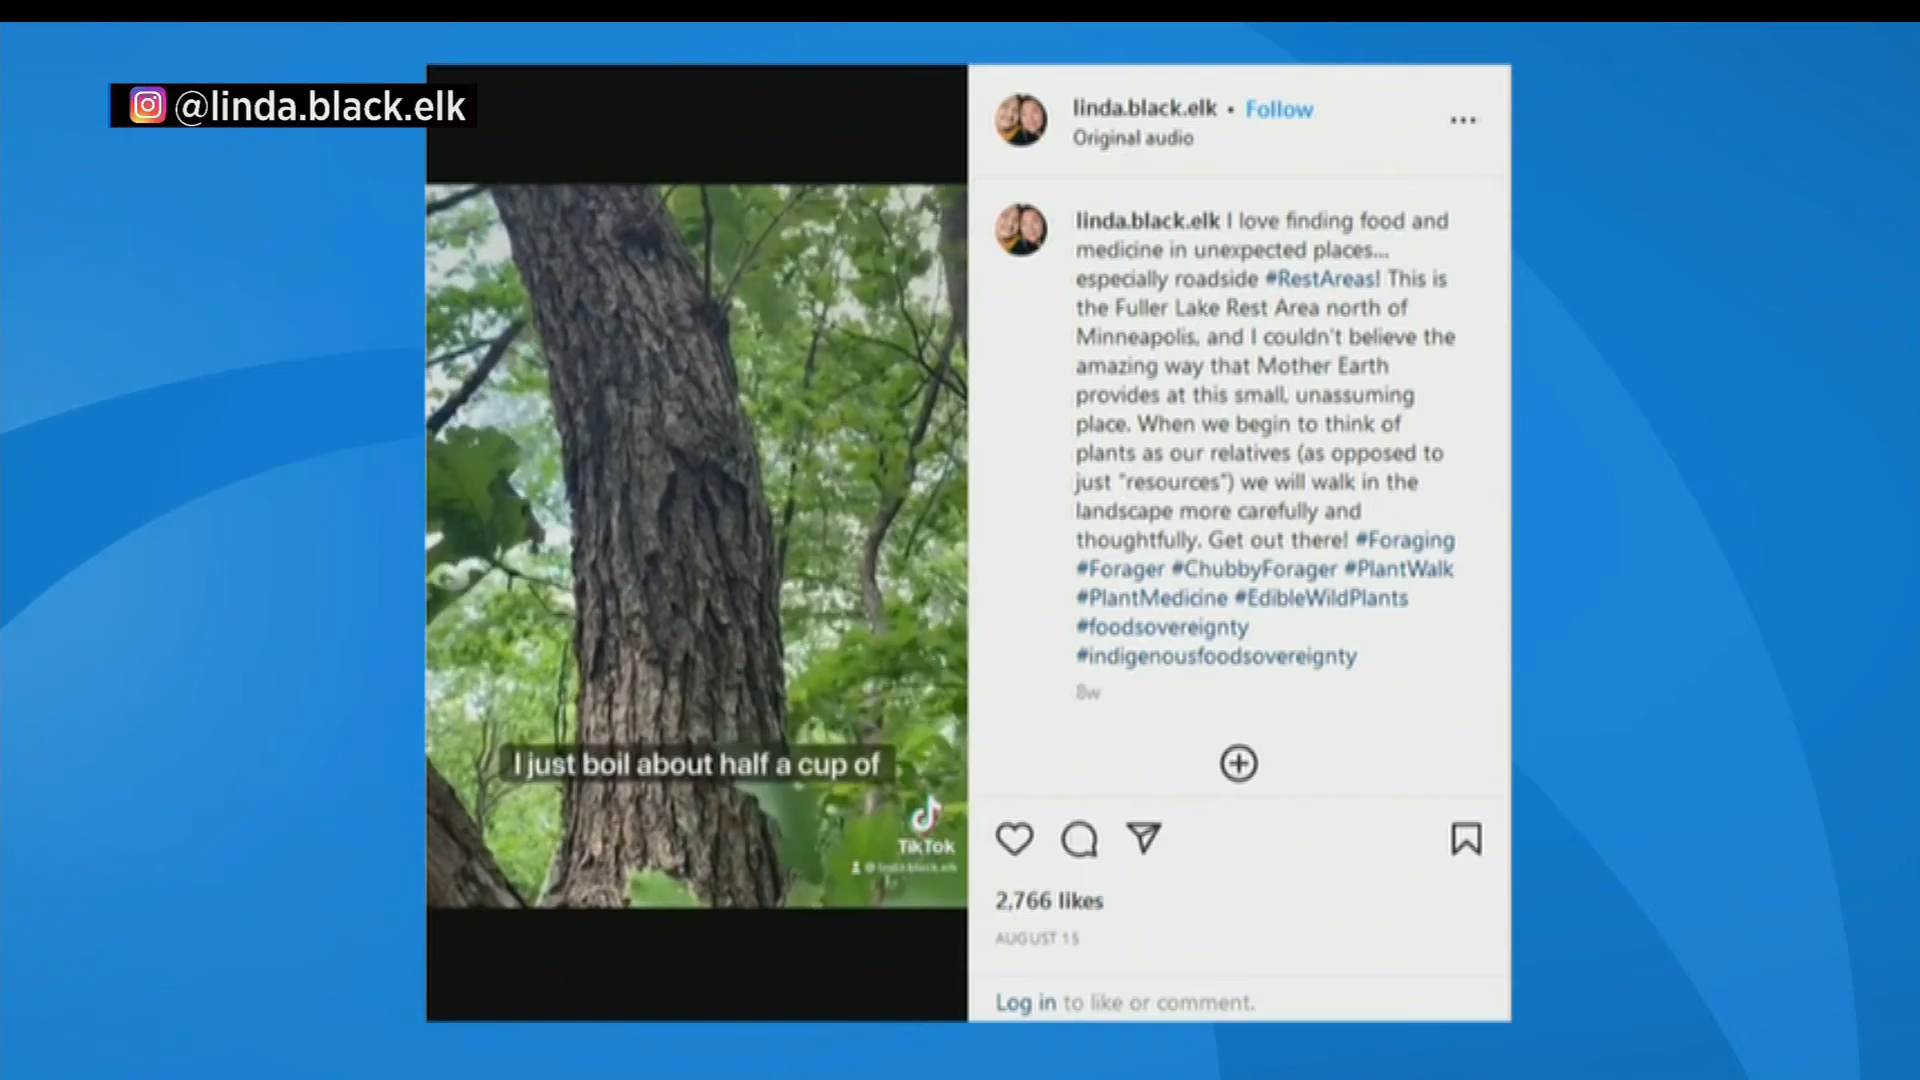 @linda.black.elk
linda.black.elk • Follow
Original audio
linda.black.elk I love finding food and
medicine in unexpected places...
especially roadside #RestAreas! This is
the Fuller Lake Rest Area north of
Minneapolis, and I couldn't believe the
amazing way that Mother Earth
provides at this small, unassuming
place. When we begin to think of
plants as our relatives (as opposed to
just "resources") we will walk in the
landscape more carefully and
thoughtfully. Get out there! #Foraging
#Forager #ChubbyForager #PlantWalk
#PlantMedicine #EdibleWildPlants
#foodsovereignty
#indigenousfoodsovereignty
8w
I just boil about half a cup of
TikTok
@linda.black.elk
2,766 likes
AUGUST 15
Log in to like or comment.